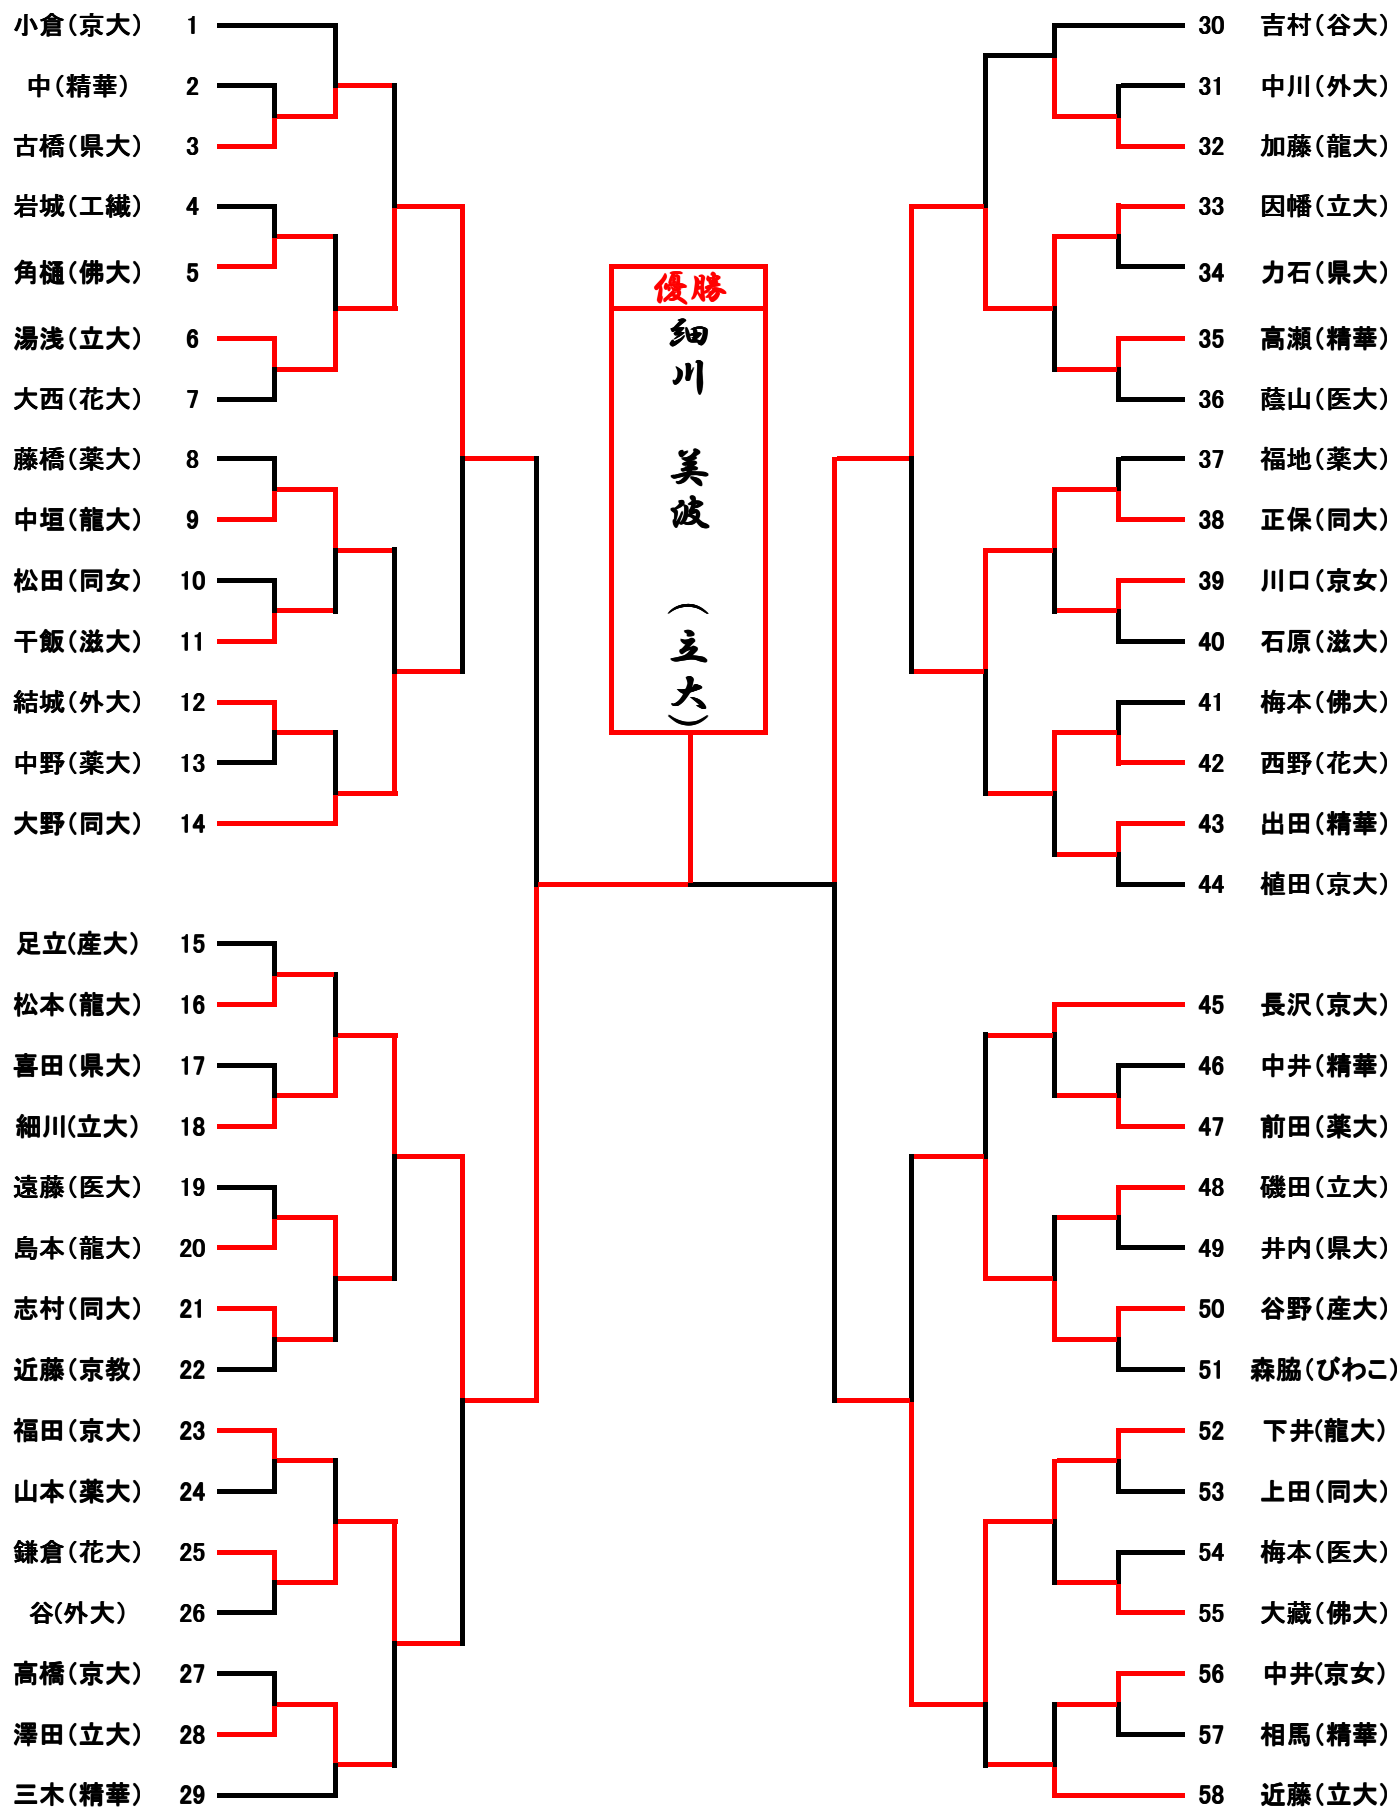 小倉(京大) 1
中(精華) 2
古橋(県大) 3
岩城(工繊) 4
角樋(佛大) 5
湯浅(立大) 6
大西(花大) 7
藤橋(薬大) 8
中垣(龍大) 9
松田(同女) 10
干飯(滋大) 11
結城(外大) 12
中野(薬大) 13
大野(同大) 14
足立(産大) 15
松本(龍大) 16
喜田(県大) 17
細川(立大) 18
遠藤(医大) 19
島本(龍大) 20
志村(同大) 21
近藤(京教) 22
福田(京大) 23
山本(薬大) 24
鎌倉(花大) 25
谷(外大) 26
高橋(京大) 27
澤田(立大) 28
三木(精華) 29
優勝
細川 美波 (立大)
30 吉村(谷大)
31 中川(外大)
32 加藤(龍大)
33 因幡(立大)
34 力石(県大)
35 高瀬(精華)
36 蔭山(医大)
37 福地(薬大)
38 正保(同大)
39 川口(京女)
40 石原(滋大)
41 梅本(佛大)
42 西野(花大)
43 出田(精華)
44 植田(京大)
45 長沢(京大)
46 中井(精華)
47 前田(薬大)
48 磯田(立大)
49 井内(県大)
50 谷野(産大)
51 森脇(びわこ)
52 下井(龍大)
53 上田(同大)
54 梅本(医大)
55 大藏(佛大)
56 中井(京女)
57 相馬(精華)
58 近藤(立大)